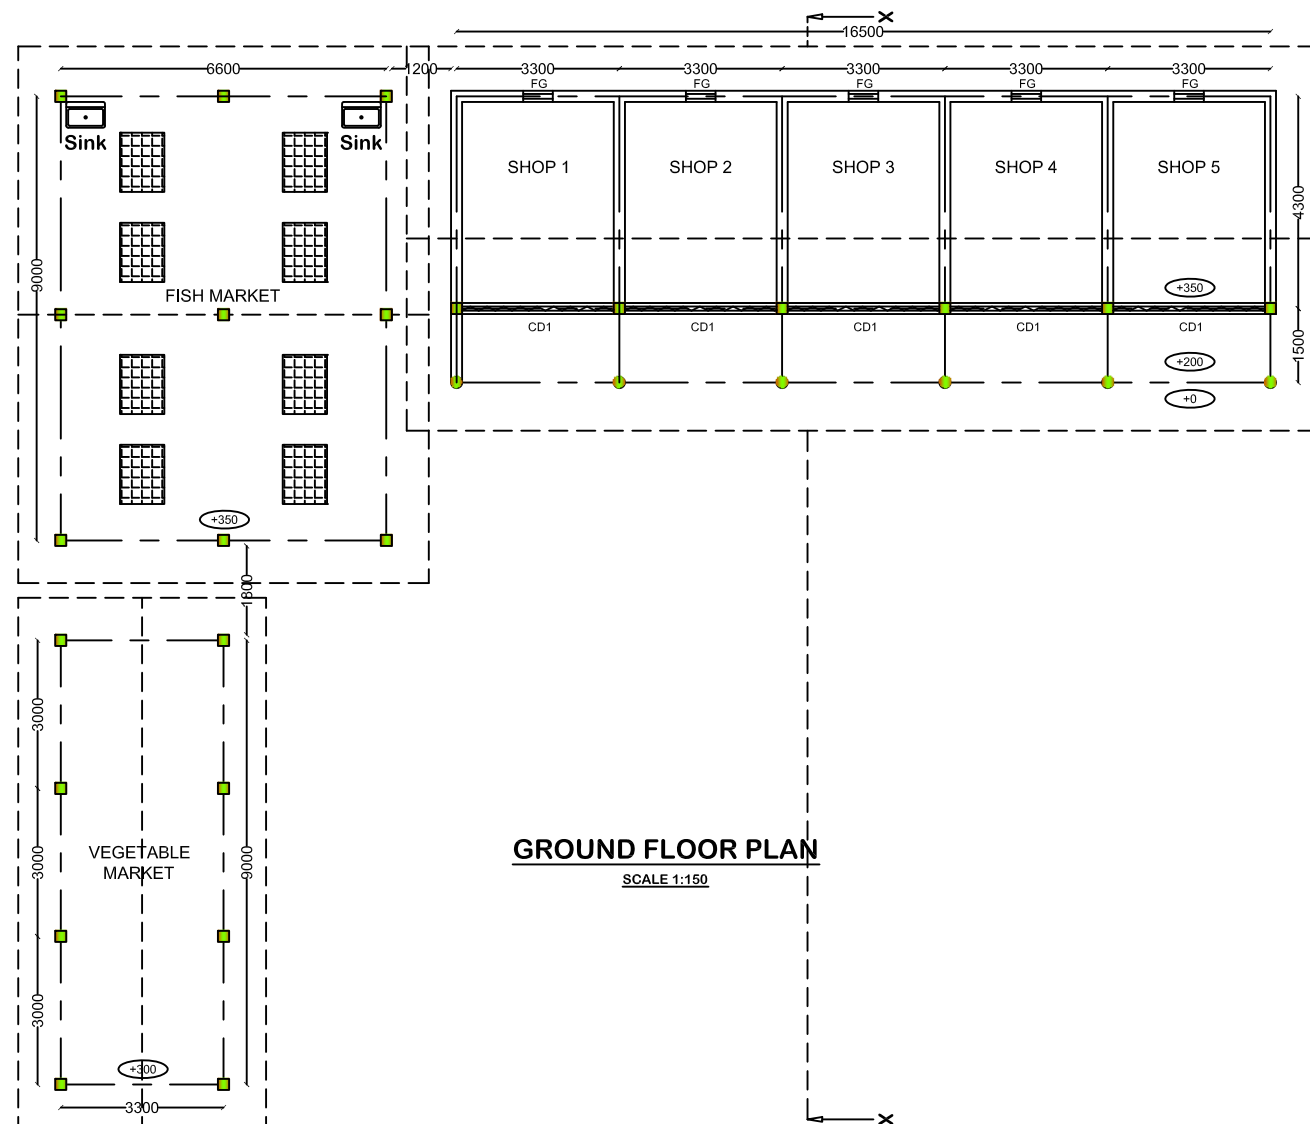 X
16500
6600
1200
3300
3300
3300
3300
3300
FG
FG
FG
FG
FG
Sink
Sink
SHOP 1
SHOP 2
SHOP 3
SHOP 4
SHOP 5
4300
9000
FISH MARKET
+350
CD1
CD1
CD1
CD1
CD1
1500
+200
+0
+350
1800
3000
3000
VEGETABLE
MARKET
9000
GROUND FLOOR PLAN
SCALE 1:150
3000
+300
3300
X